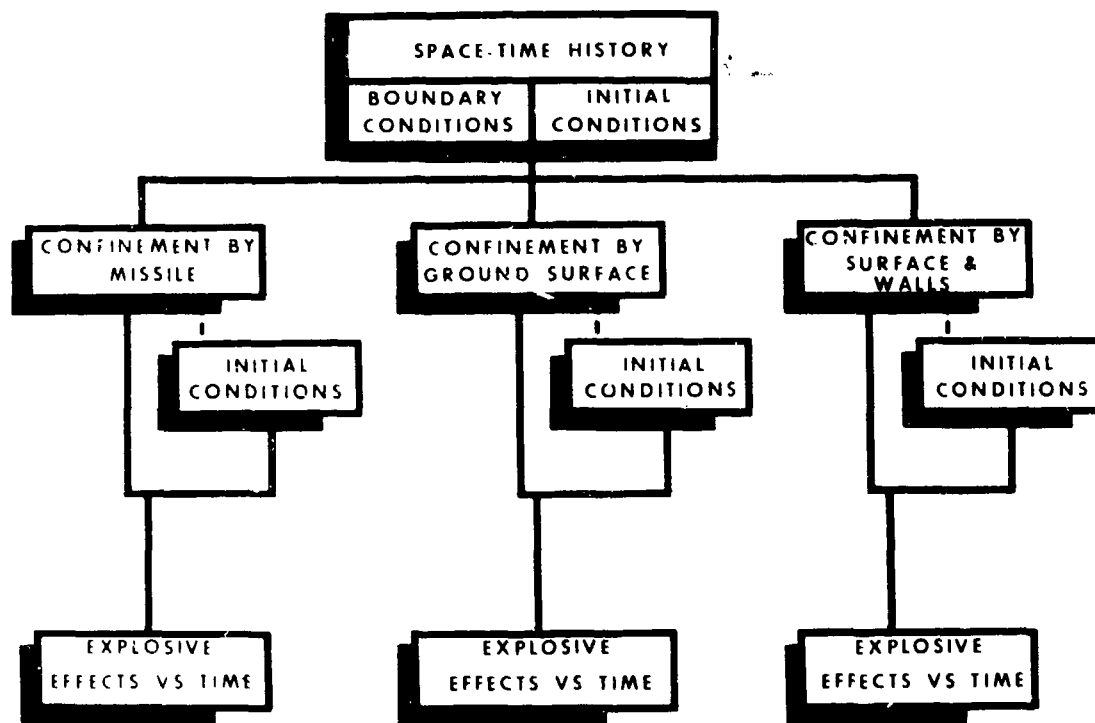 SPACE-TIME HISTORY
BOUNDARY
CONDITIONS
INITIAL
CONDITIONS
CONFINEMENT BY
MISSILE
CONFINEMENT BY
GROUND SURFACE
CONFINEMENT BY
SURFACE &
WALLS
INITIAL
CONDITIONS
INITIAL
CONDITIONS
INITIAL
CONDITIONS
EXPLOSIVE
EFFECTS VS TIME
EXPLOSIVE
EFFECTS VS TIME
EXPLOSIVE
EFFECTS VS TIME